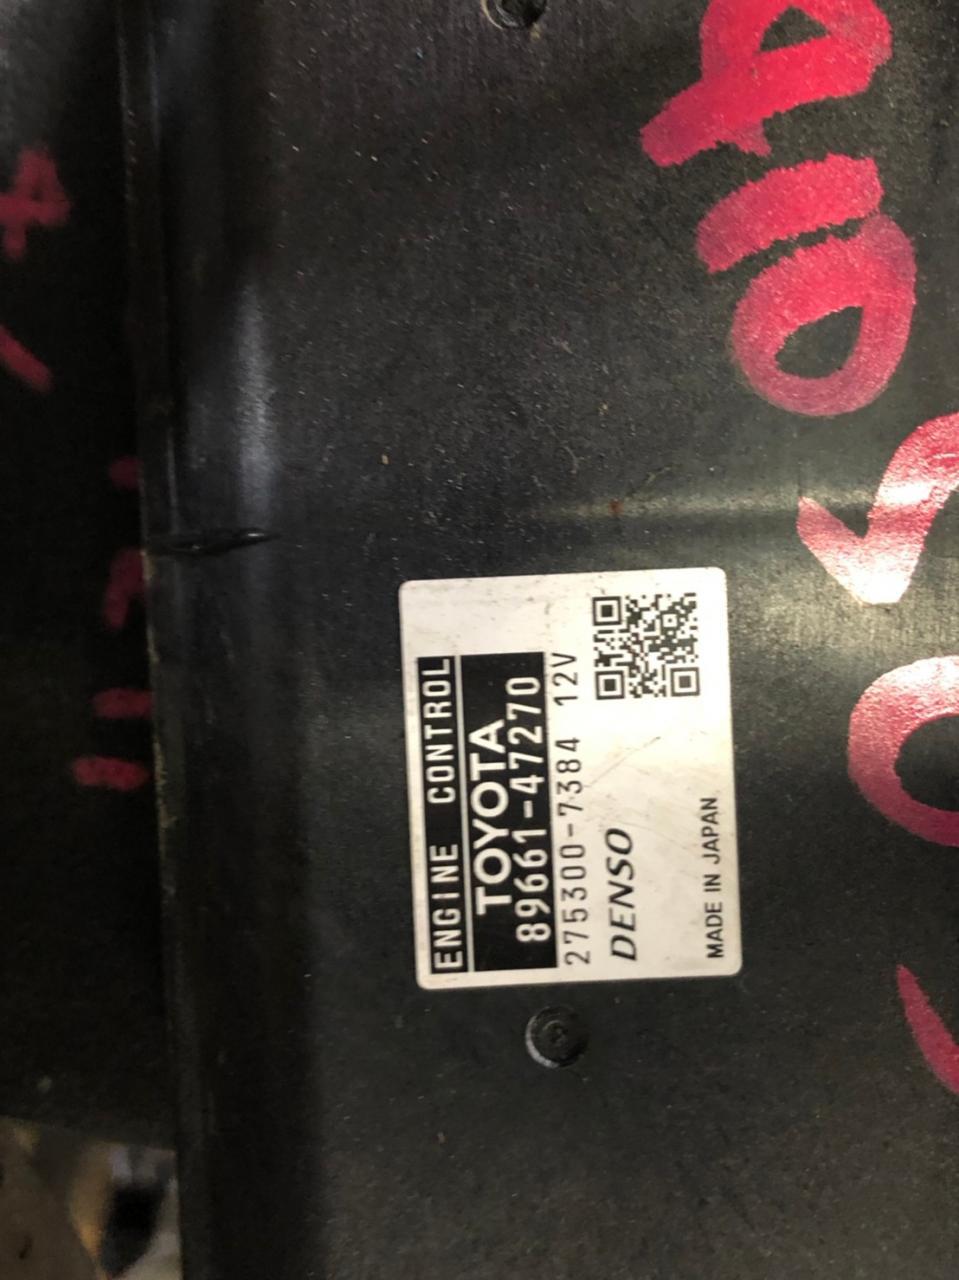 ENGINE CONTROL
TOYOTA
89661-47270
275300-7384 12V
DENSO
MADE IN JAPAN